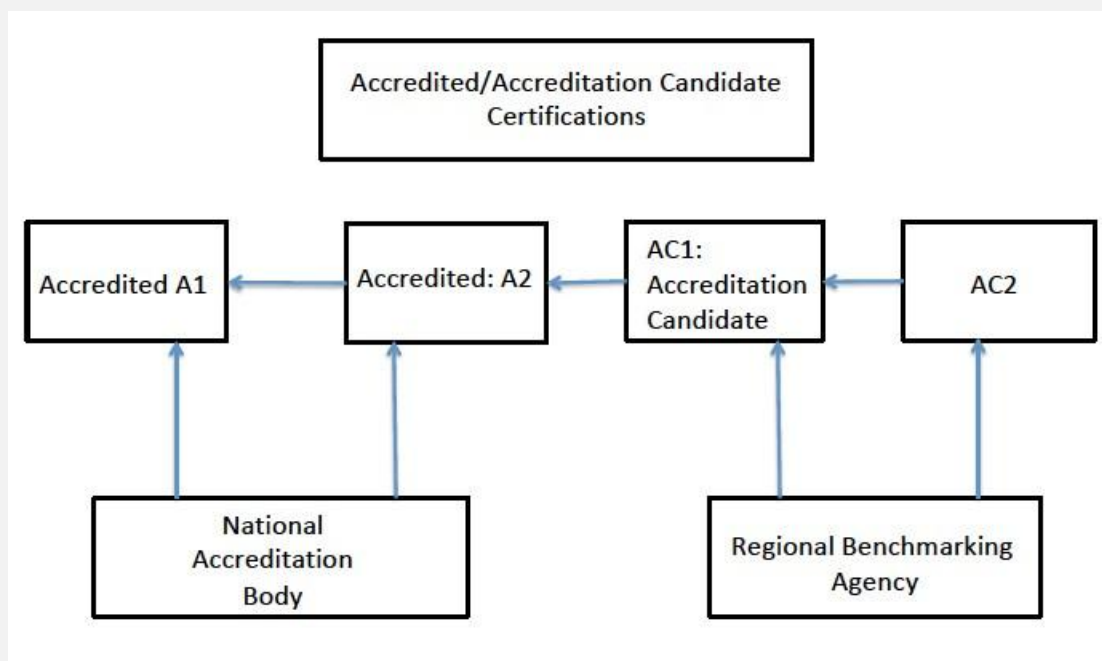 Accredited/Accreditation Candidate
Certifications
Accredited A1
Accredited: A2
AC1:
Accreditation
Candidate
AC2
National
Accreditation
Body
Regional Benchmarking
Agency